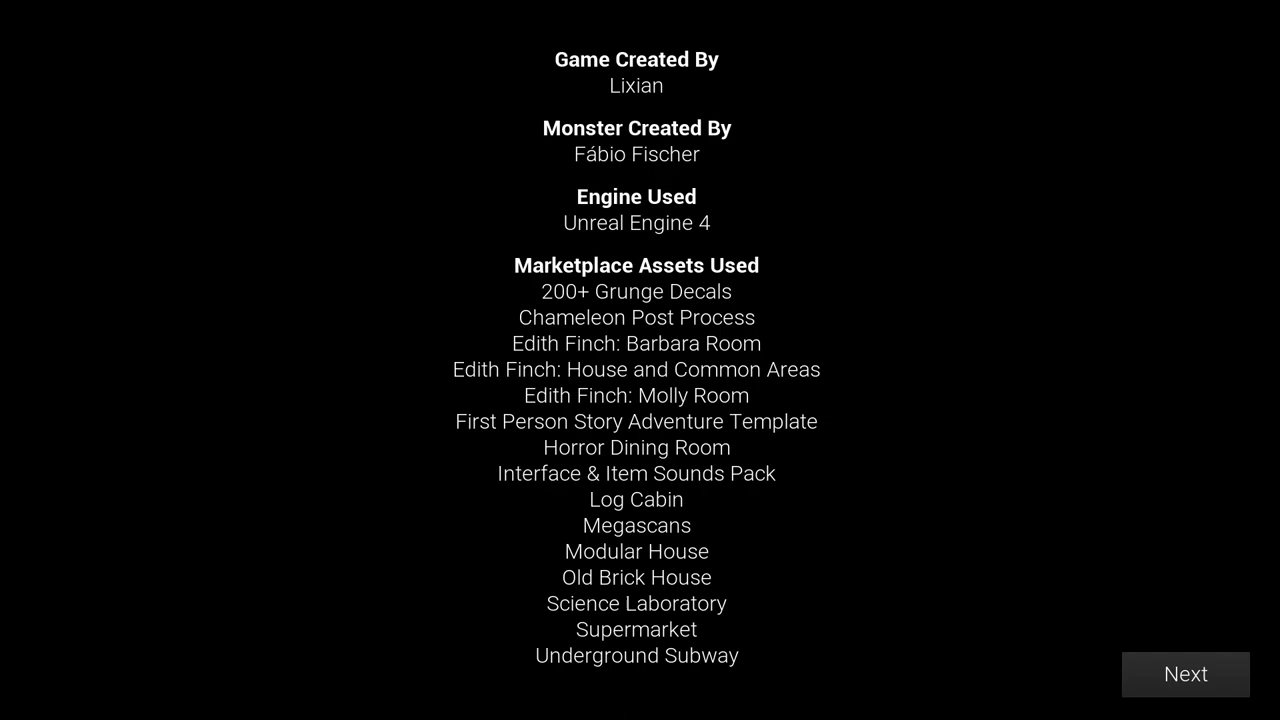 Game Created By
Lixian
Monster Created By
Fábio Fischer
Engine Used
Unreal Engine 4
Marketplace Assets Used
200+ Grunge Decals
Chameleon Post Process
Edith Finch: Barbara Room
Edith Finch: House and Common Areas
Edith Finch: Molly Room
First Person Story Adventure Template
Horror Dining Room
Interface & Item Sounds Pack
Log Cabin
Megascans
Modular House
Old Brick House
Science Laboratory
Supermarket
Underground Subway
Next